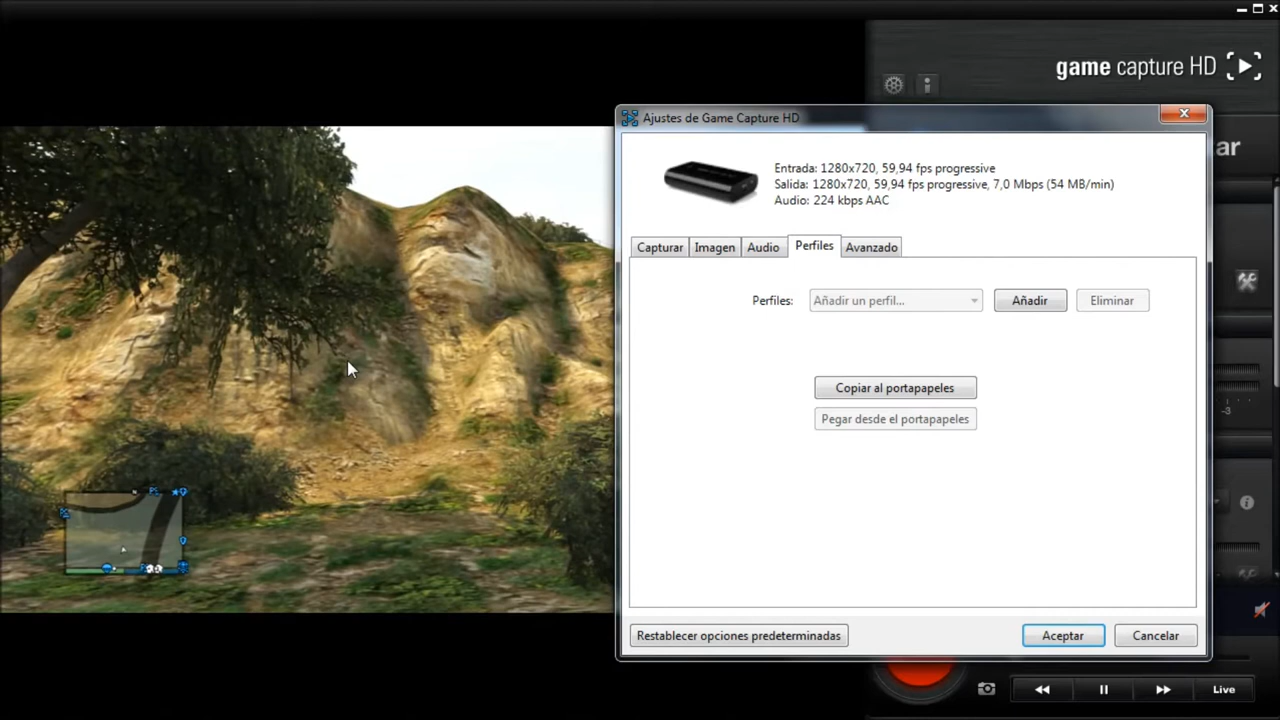 game capture HD
Ajustes de Game Capture HD
ar
Entrada: 1280x720, 59,94 fps progressive
Salida: 1280x720, 59,94 fps progressive, 7,0 Mbps (54 MB/min)
Audio: 224 kbps AAC
Capturar Imagen Audio Perfiles Avanzado
Perfiles: Añadir un perfil... Añadir Eliminar
Copiar al portapapeles
-3
Pegar desde el portapapeles
Restablecer opciones predeterminadas Aceptar Cancelar
Live